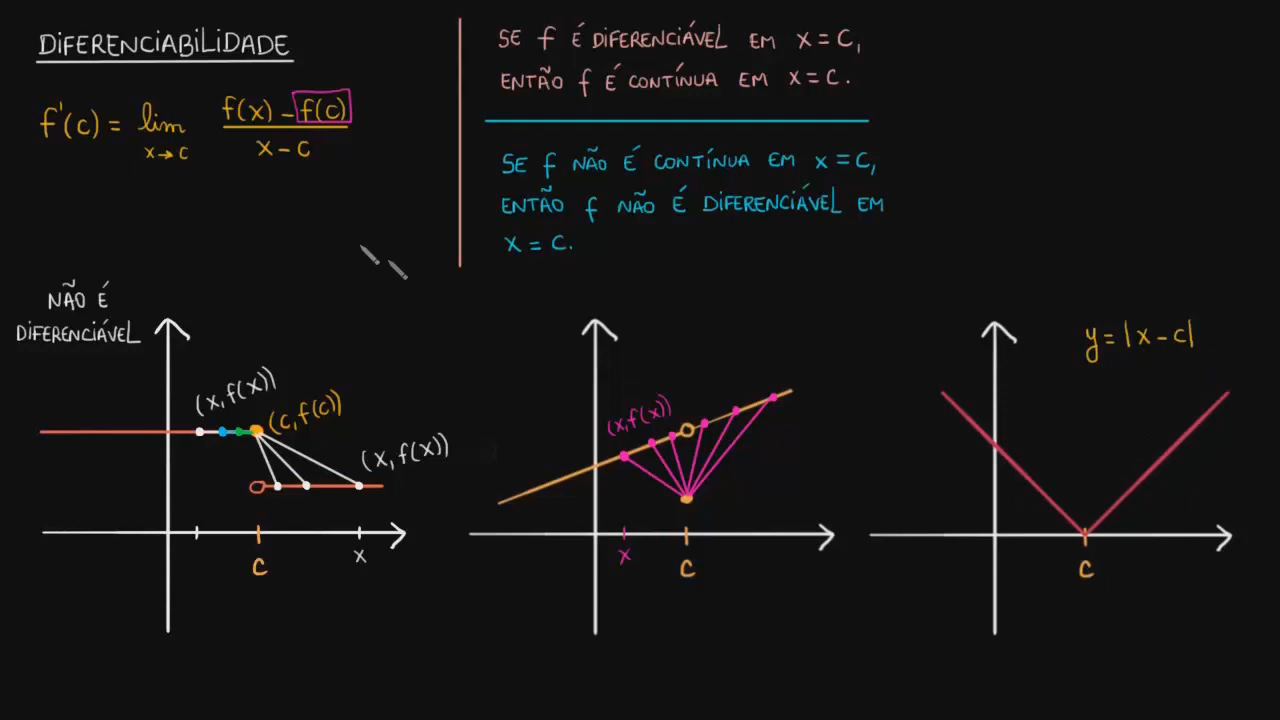 DIFERENCIABILIDADE
f'(c) = lim x→c f(x) - f(c) / x - c
SE f É DIFERENCIÁVEL EM x = C,
ENTÃO f É CONTÍNUA EM x = C.
SE f NÃO É CONTÍNUA EM x = C,
ENTÃO f NÃO É DIFERENCIÁVEL EM
x = C.
NÃO É
DIFERENCIÁVEL
(x, f(x))
(c, f(c))
(x, f(x))
C
x
(x, f(x))
x
C
y = |x - c|
C